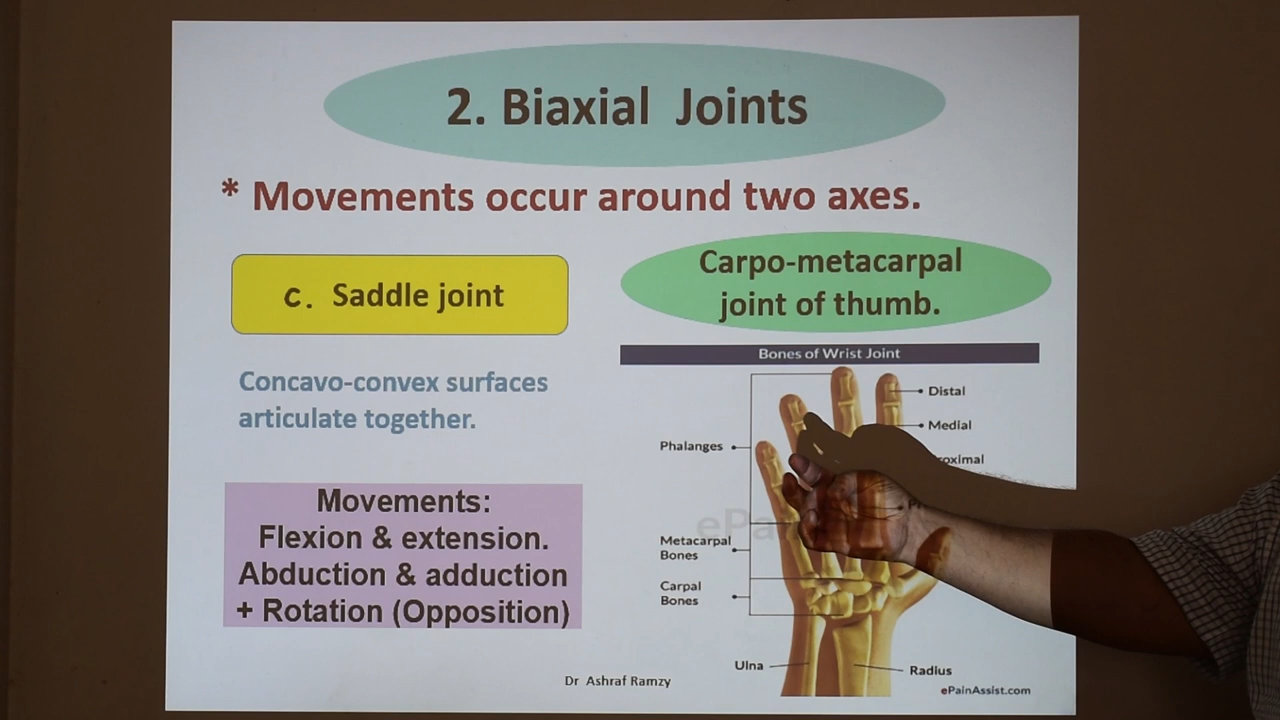 2. Biaxial Joints
* Movements occur around two axes.
c. Saddle joint
Carpo-metacarpal
joint of thumb.
Concavo-convex surfaces
articulate together.
Movements:
Flexion & extension.
Abduction & adduction
+ Rotation (Opposition)
Bones of Wrist Joint
Distal
Medial
Phalanges
Metacarpal
Bones
Carpal
Bones
Ulna
Radius
ePainAssist.com
Dr Ashraf Ramzy